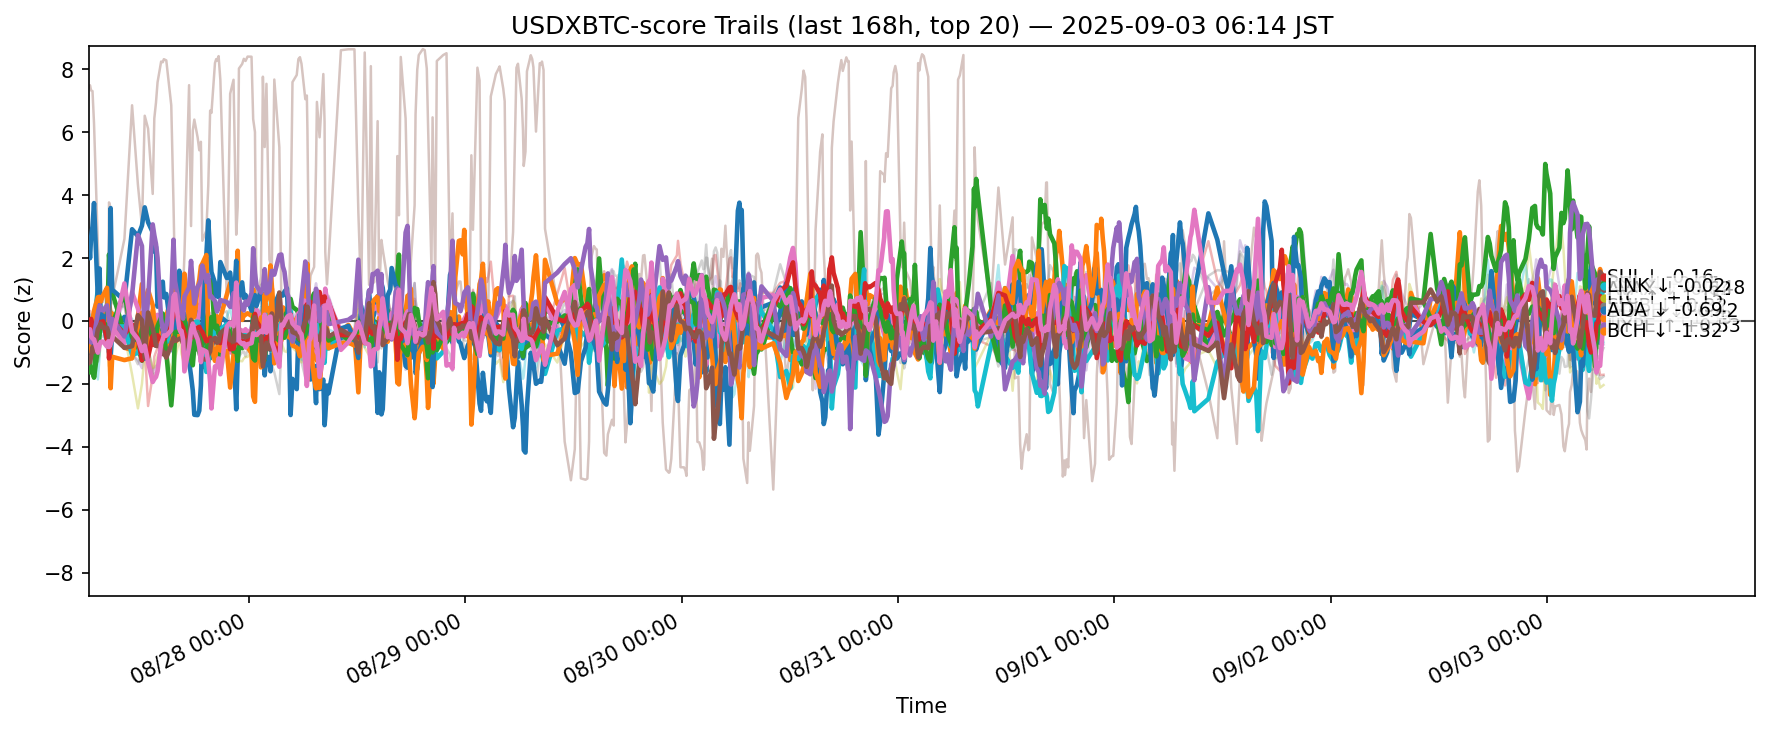 USDXBTC-score Trails (last 168h, top 20) — 2025-09-03 06:14 JST
Score (z)
8
6
4
2
0
−2
−4
−6
−8
SUI ↓ -0.16
LINK ↓ -0.02
ADA ↓ -0.69
BCH ↓ -1.32
08/28 00:00
08/29 00:00
08/30 00:00
08/31 00:00
09/01 00:00
09/02 00:00
09/03 00:00
Time